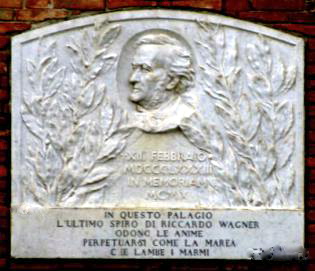 XIII FEBBRAIO
MDCCCLXXXIII
IN MEMORIAM
MCMX
IN QUESTO PALAGIO
L'ULTIMO SPIRO DI RICCARDO WAGNER
ODONO LE ANIME
PERPETUARSI COME LA MAREA
CHE LAMBE I MARMI